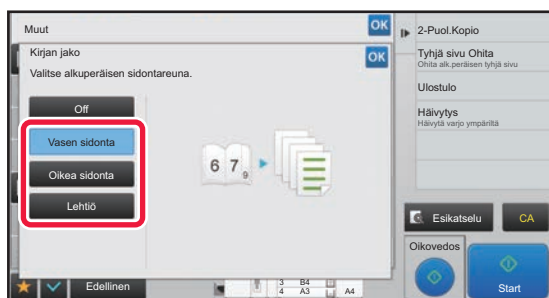 Muut
OK
Kirjan jako
OK
Valitse alkuperäisen sidontareuna.
Off
Vasen sidonta
Oikea sidonta
Lehtiö
6 7 9
Edellinen
3 B4
4 A3
A4
2-Puol.Kopio
Tyhjä sivu Ohita
Ohita alk.peräisen tyhjä sivu
Ulostulo
Häivytys
Häivytä varjo ympäriltä
Esikatselu
CA
Oikovedos
Start